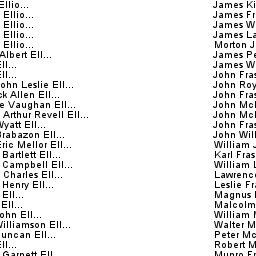 Ellio... James Ki
Ellio... James Fr
Ellio... James W
Ellio... James La
Ellio... Morton J
Albert Ell... James Pe
Ell... James W
Ell... John Fras
ohn Leslie Ell... John Roy
ck Allen Ell... John Fras
e Vaughan Ell... John McL
Arthur Revell Ell... John McL
Wyatt Ell... John Fras
Brabazon Ell... John Will
Eric Mellor Ell... William J
Bartlett Ell... Karl Fras
Campbell Ell... William L
Charles Ell... Lawrence
Henry Ell... Leslie Fra
Ell... Magnus
Ell... Malcolm
ohn Ell... William M
Williamson Ell... Walter M
uncan Ell... Peter Mc
Ell... Robert M
Garnett Munro Fr